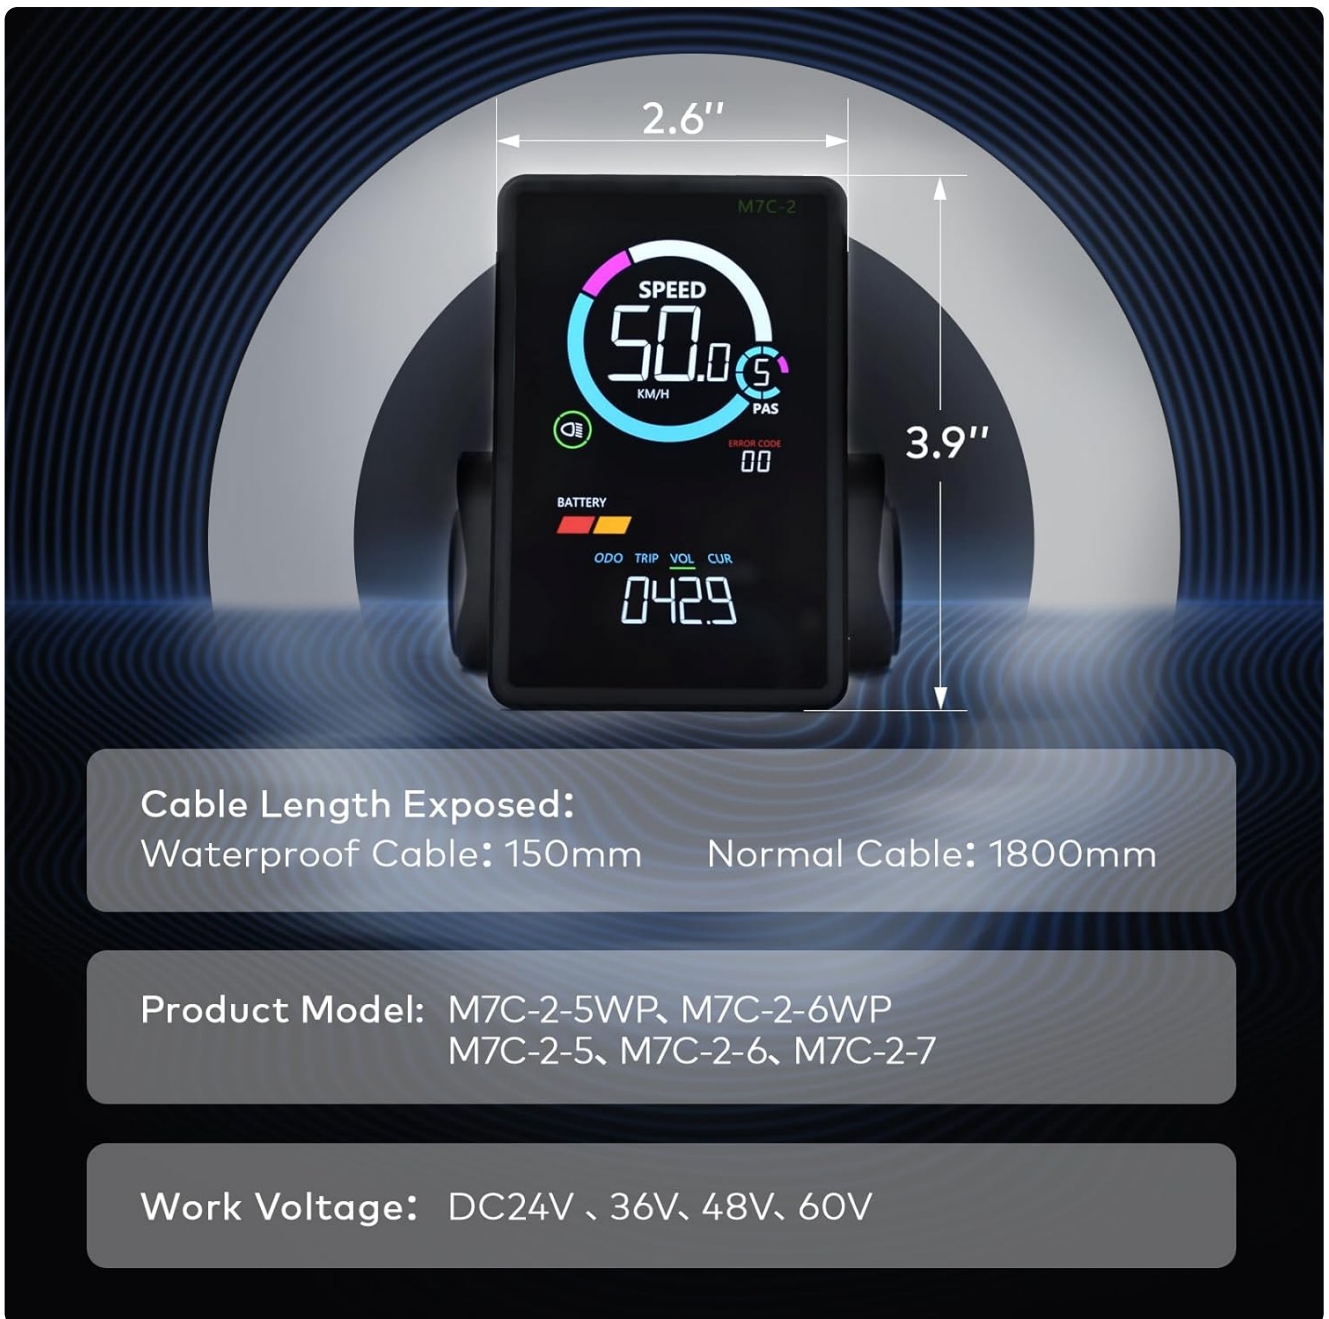 2.6''
M7C-2
SPEED
50.0
5
KM/H
PAS
ERROR CODE
00
3.9''
BATTERY
ODO TRIP VOL CUR
042.9
Cable Length Exposed:
Waterproof Cable: 150mm Normal Cable: 1800mm
Product Model: M7C-2-5WP、M7C-2-6WP
M7C-2-5、M7C-2-6、M7C-2-7
Work Voltage: DC24V 、36V、48V、60V